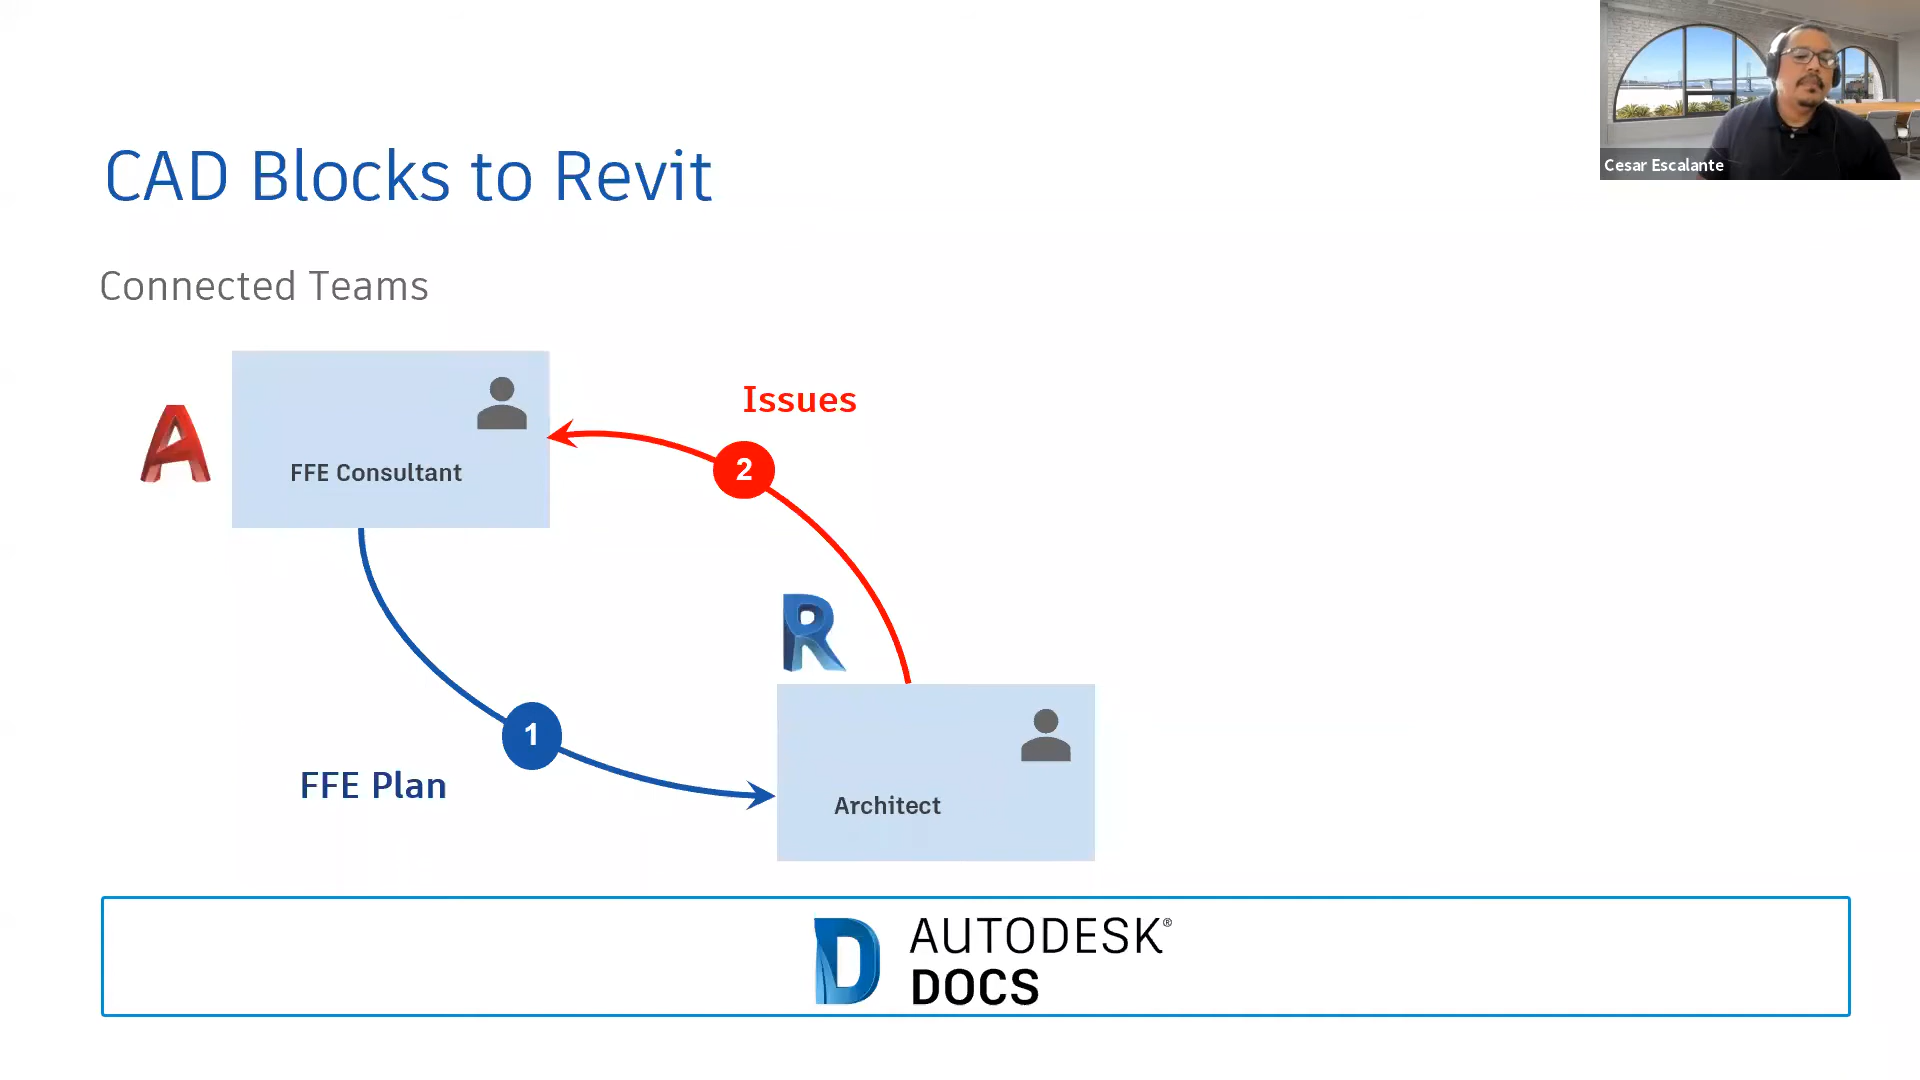 Cesar Escalante
CAD Blocks to Revit
Connected Teams
Issues
A
FFE Consultant
2
R
1
FFE Plan
Architect
D
AUTODESK®
DOCS